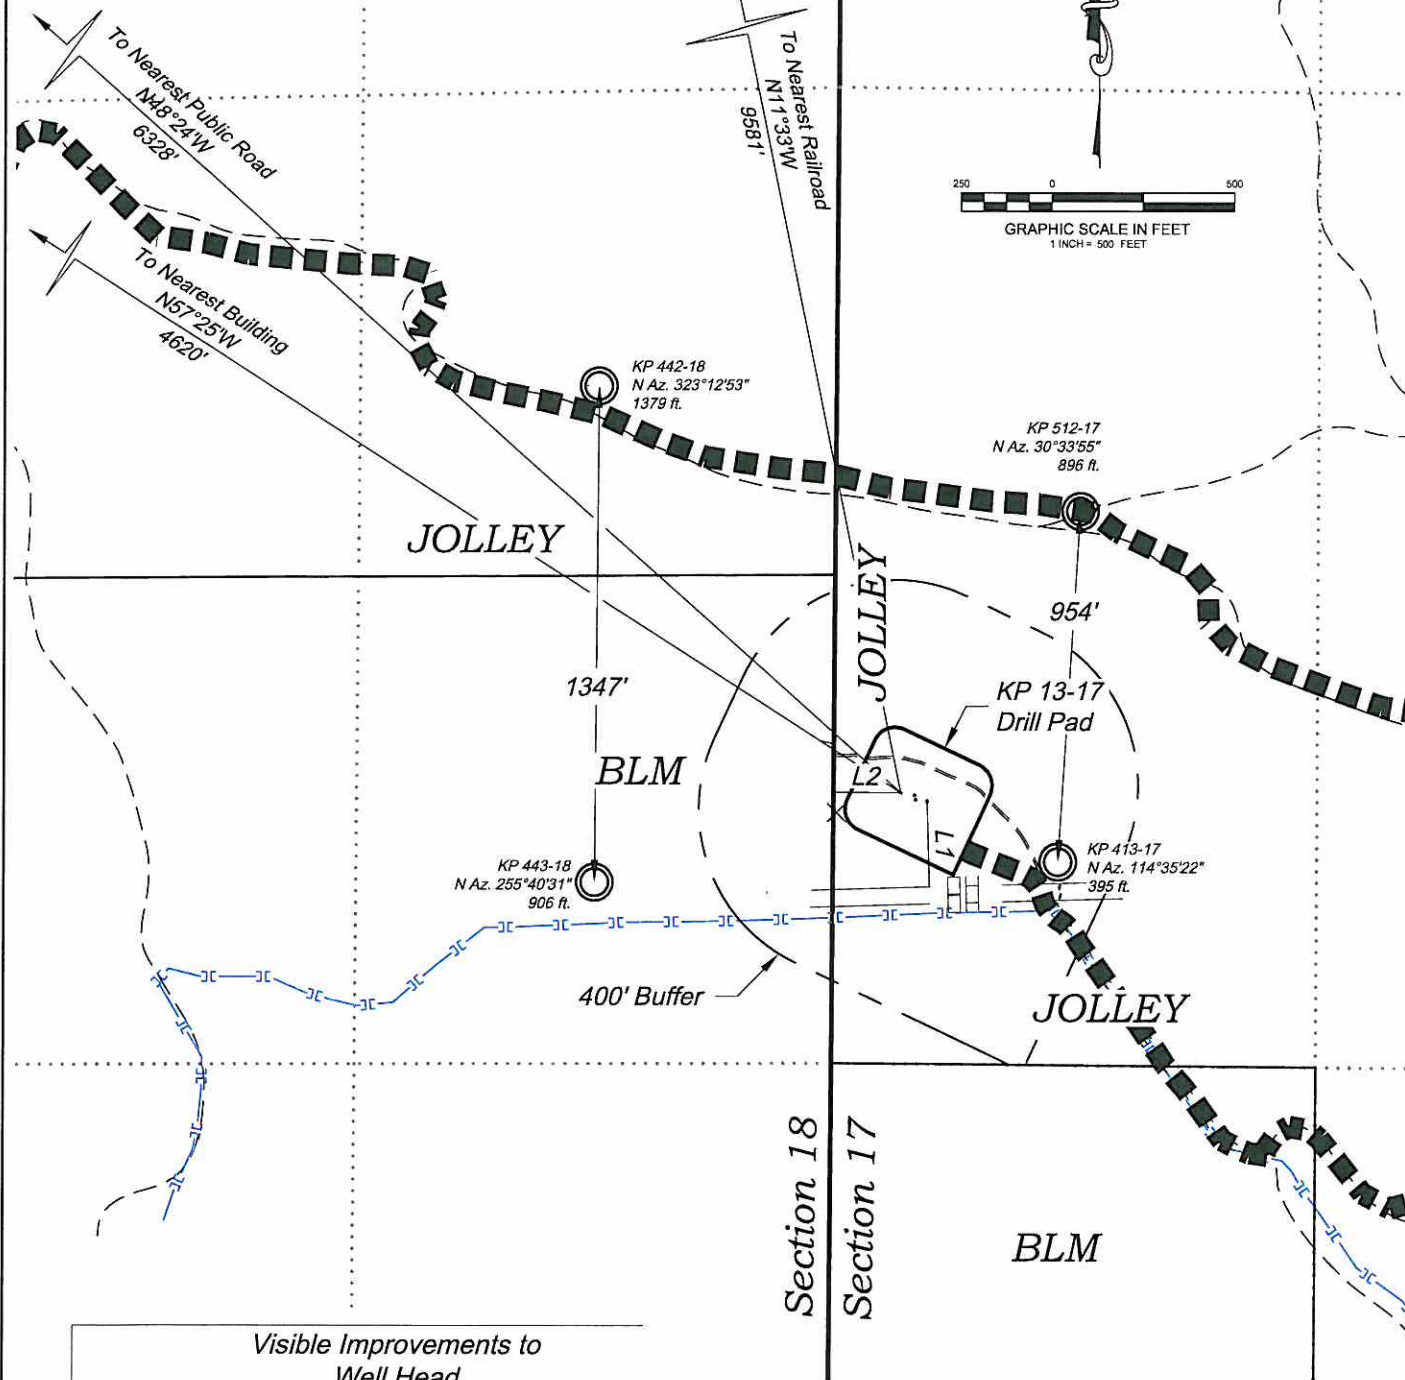 To Nearest Public Road
N48°24'W
6328'
To Nearest Railroad
N11°33'W
9581'
250 0 500
GRAPHIC SCALE IN FEET
1 INCH = 500 FEET
To Nearest Building
N57°25'W
4620'
KP 442-18
N Az. 323°12'53"
1379 ft.
KP 512-17
N Az. 30°33'55"
896 ft.
JOLLEY
JOLLEY
954'
1347'
KP 13-17
Drill Pad
BLM
L2
L1
KP 443-18
N Az. 255°40'31"
906 ft.
KP 413-17
N Az. 114°35'22"
395 ft.
400' Buffer
JOLLEY
Section 18
Section 17
BLM
Visible Improvements to
Well Head